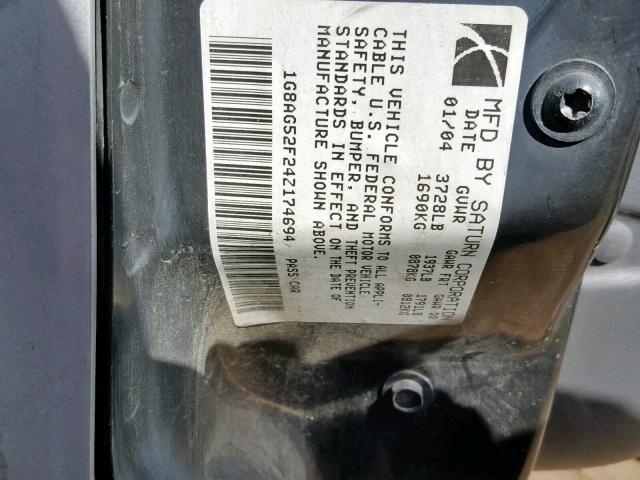 MFD BY SATURN CORPORATION
DATE GVWR GAWR FRT GAWR RR
01/04 3728LB 1937LB 1791LB
1690KG 0878KG 0812KG
THIS VEHICLE CONFORMS TO ALL APPLI-
CABLE U.S. FEDERAL MOTOR VEHICLE
SAFETY, BUMPER, AND THEFT PREVENTION
STANDARDS IN EFFECT ON THE DATE OF
MANUFACTURE SHOWN ABOVE.
1G8AG52F24Z174694 PASS CAR